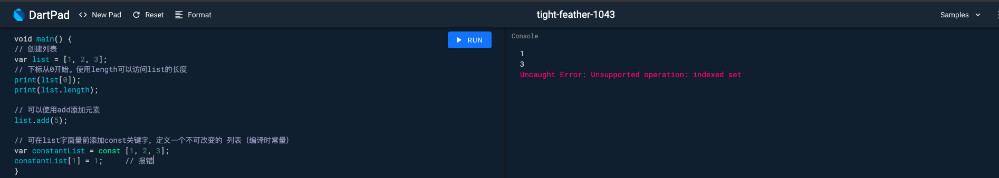 DartPad <> New Pad Reset Format tight-feather-1043 Samples
void main() {
// 创建列表
var list = [1, 2, 3];
// 下标从0开始。使用length可以访问list的长度
print(list[0]);
print(list.length);
// 可以使用add添加元素
list.add(5);
// 可在list字面量前添加const关键字，定义一个不可改变的 列表（编译时常量）
var constantList = const [1, 2, 3];
constantList[1] = 1;     // 报错
}
RUN
Console
1
3
Uncaught Error: Unsupported operation: indexed set